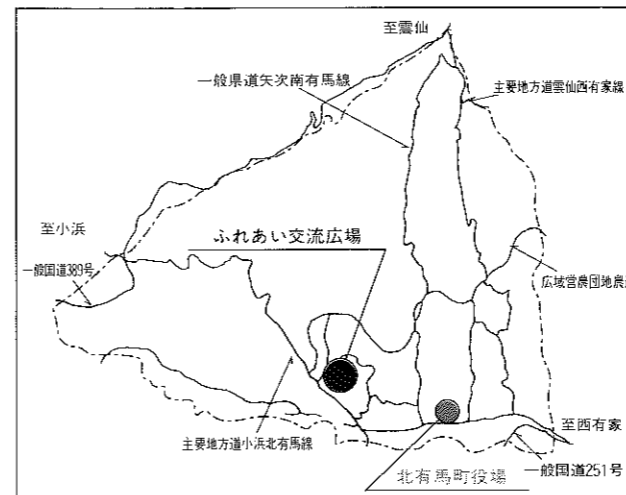 至雲仙
一般県道矢次南有馬線
主要地方道雲仙西有家線
至小浜
ふれあい交流広場
一般国道389号
広域営農団地農道
主要地方道小浜北有馬線
至西有家
北有馬町役場
一般国道251号